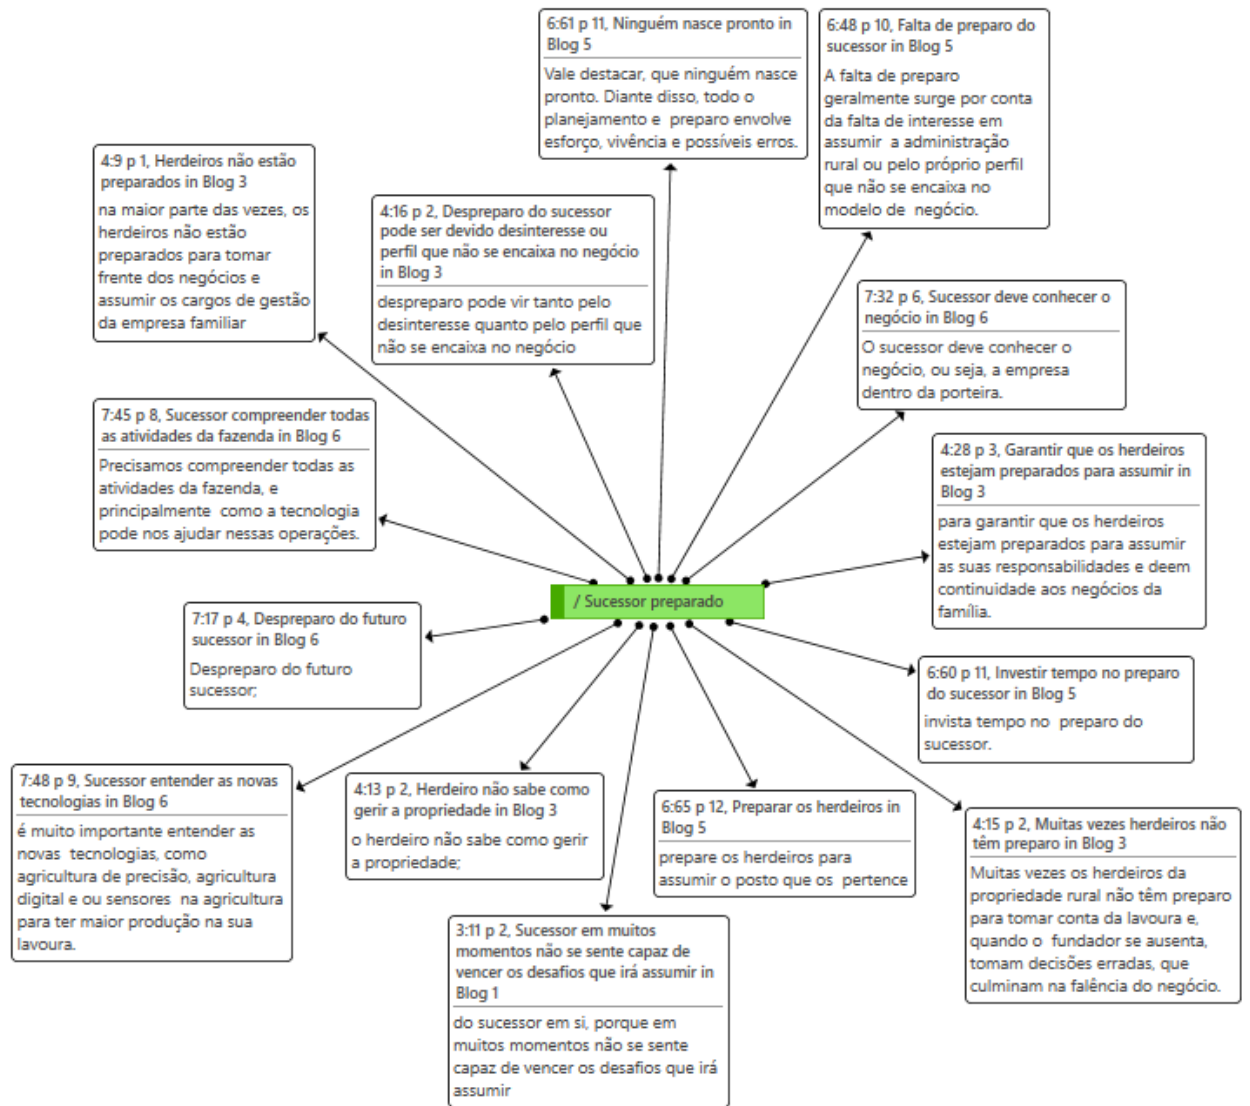 6:61 p 11, Ninguém nasce pronto in
Blog 5
Vale destacar, que ninguém nasce
pronto. Diante disso, todo o
planejamento e preparo envolve
esforço, vivência e possíveis erros.
6:48 p 10, Falta de preparo do
sucessor in Blog 5
A falta de preparo
geralmente surge por conta
da falta de interesse em
assumir a administração
rural ou pelo próprio perfil
que não se encaixa no
modelo de negócio.
4:9 p 1, Herdeiros não estão
preparados in Blog 3
na maior parte das vezes, os
herdeiros não estão
preparados para tomar
frente dos negócios e
assumir os cargos de gestão
da empresa familiar
4:16 p 2, Despreparo do sucessor
pode ser devido desinteresse ou
perfil que não se encaixa no negócio
in Blog 3
despreparo pode vir tanto pelo
desinteresse quanto pelo perfil que
não se encaixa no negócio
7:32 p 6, Sucessor deve conhecer o
negócio in Blog 6
O sucessor deve conhecer o
negócio, ou seja, a empresa
dentro da porteira.
7:45 p 8, Sucessor compreender todas
as atividades da fazenda in Blog 6
Precisamos compreender todas as
atividades da fazenda, e
principalmente como a tecnologia
pode nos ajudar nessas operações.
4:28 p 3, Garantir que os herdeiros
estejam preparados para assumir in
Blog 3
para garantir que os herdeiros
estejam preparados para assumir
as suas responsabilidades e deem
continuidade aos negócios da
família.
/ Sucessor preparado
7:17 p 4, Despreparo do futuro
sucessor in Blog 6
Despreparo do futuro
sucessor;
6:60 p 11, Investir tempo no preparo
do sucessor in Blog 5
invista tempo no preparo do
sucessor.
7:48 p 9, Sucessor entender as novas
tecnologias in Blog 6
é muito importante entender as
novas tecnologias, como
agricultura de precisão, agricultura
digital e ou sensores na agricultura
para ter maior produção na sua
lavoura.
4:13 p 2, Herdeiro não sabe como
gerir a propriedade in Blog 3
o herdeiro não sabe como gerir
a propriedade;
6:65 p 12, Preparar os herdeiros in
Blog 5
prepare os herdeiros para
assumir o posto que os pertence
4:15 p 2, Muitas vezes herdeiros não
têm preparo in Blog 3
Muitas vezes os herdeiros da
propriedade rural não têm preparo
para tomar conta da lavoura e,
quando o fundador se ausenta,
tomam decisões erradas, que
culminam na falência do negócio.
3:11 p 2, Sucessor em muitos
momentos não se sente capaz de
vencer os desafios que irá assumir in
Blog 1
do sucessor em si, porque em
muitos momentos não se sente
capaz de vencer os desafios que irá
assumir